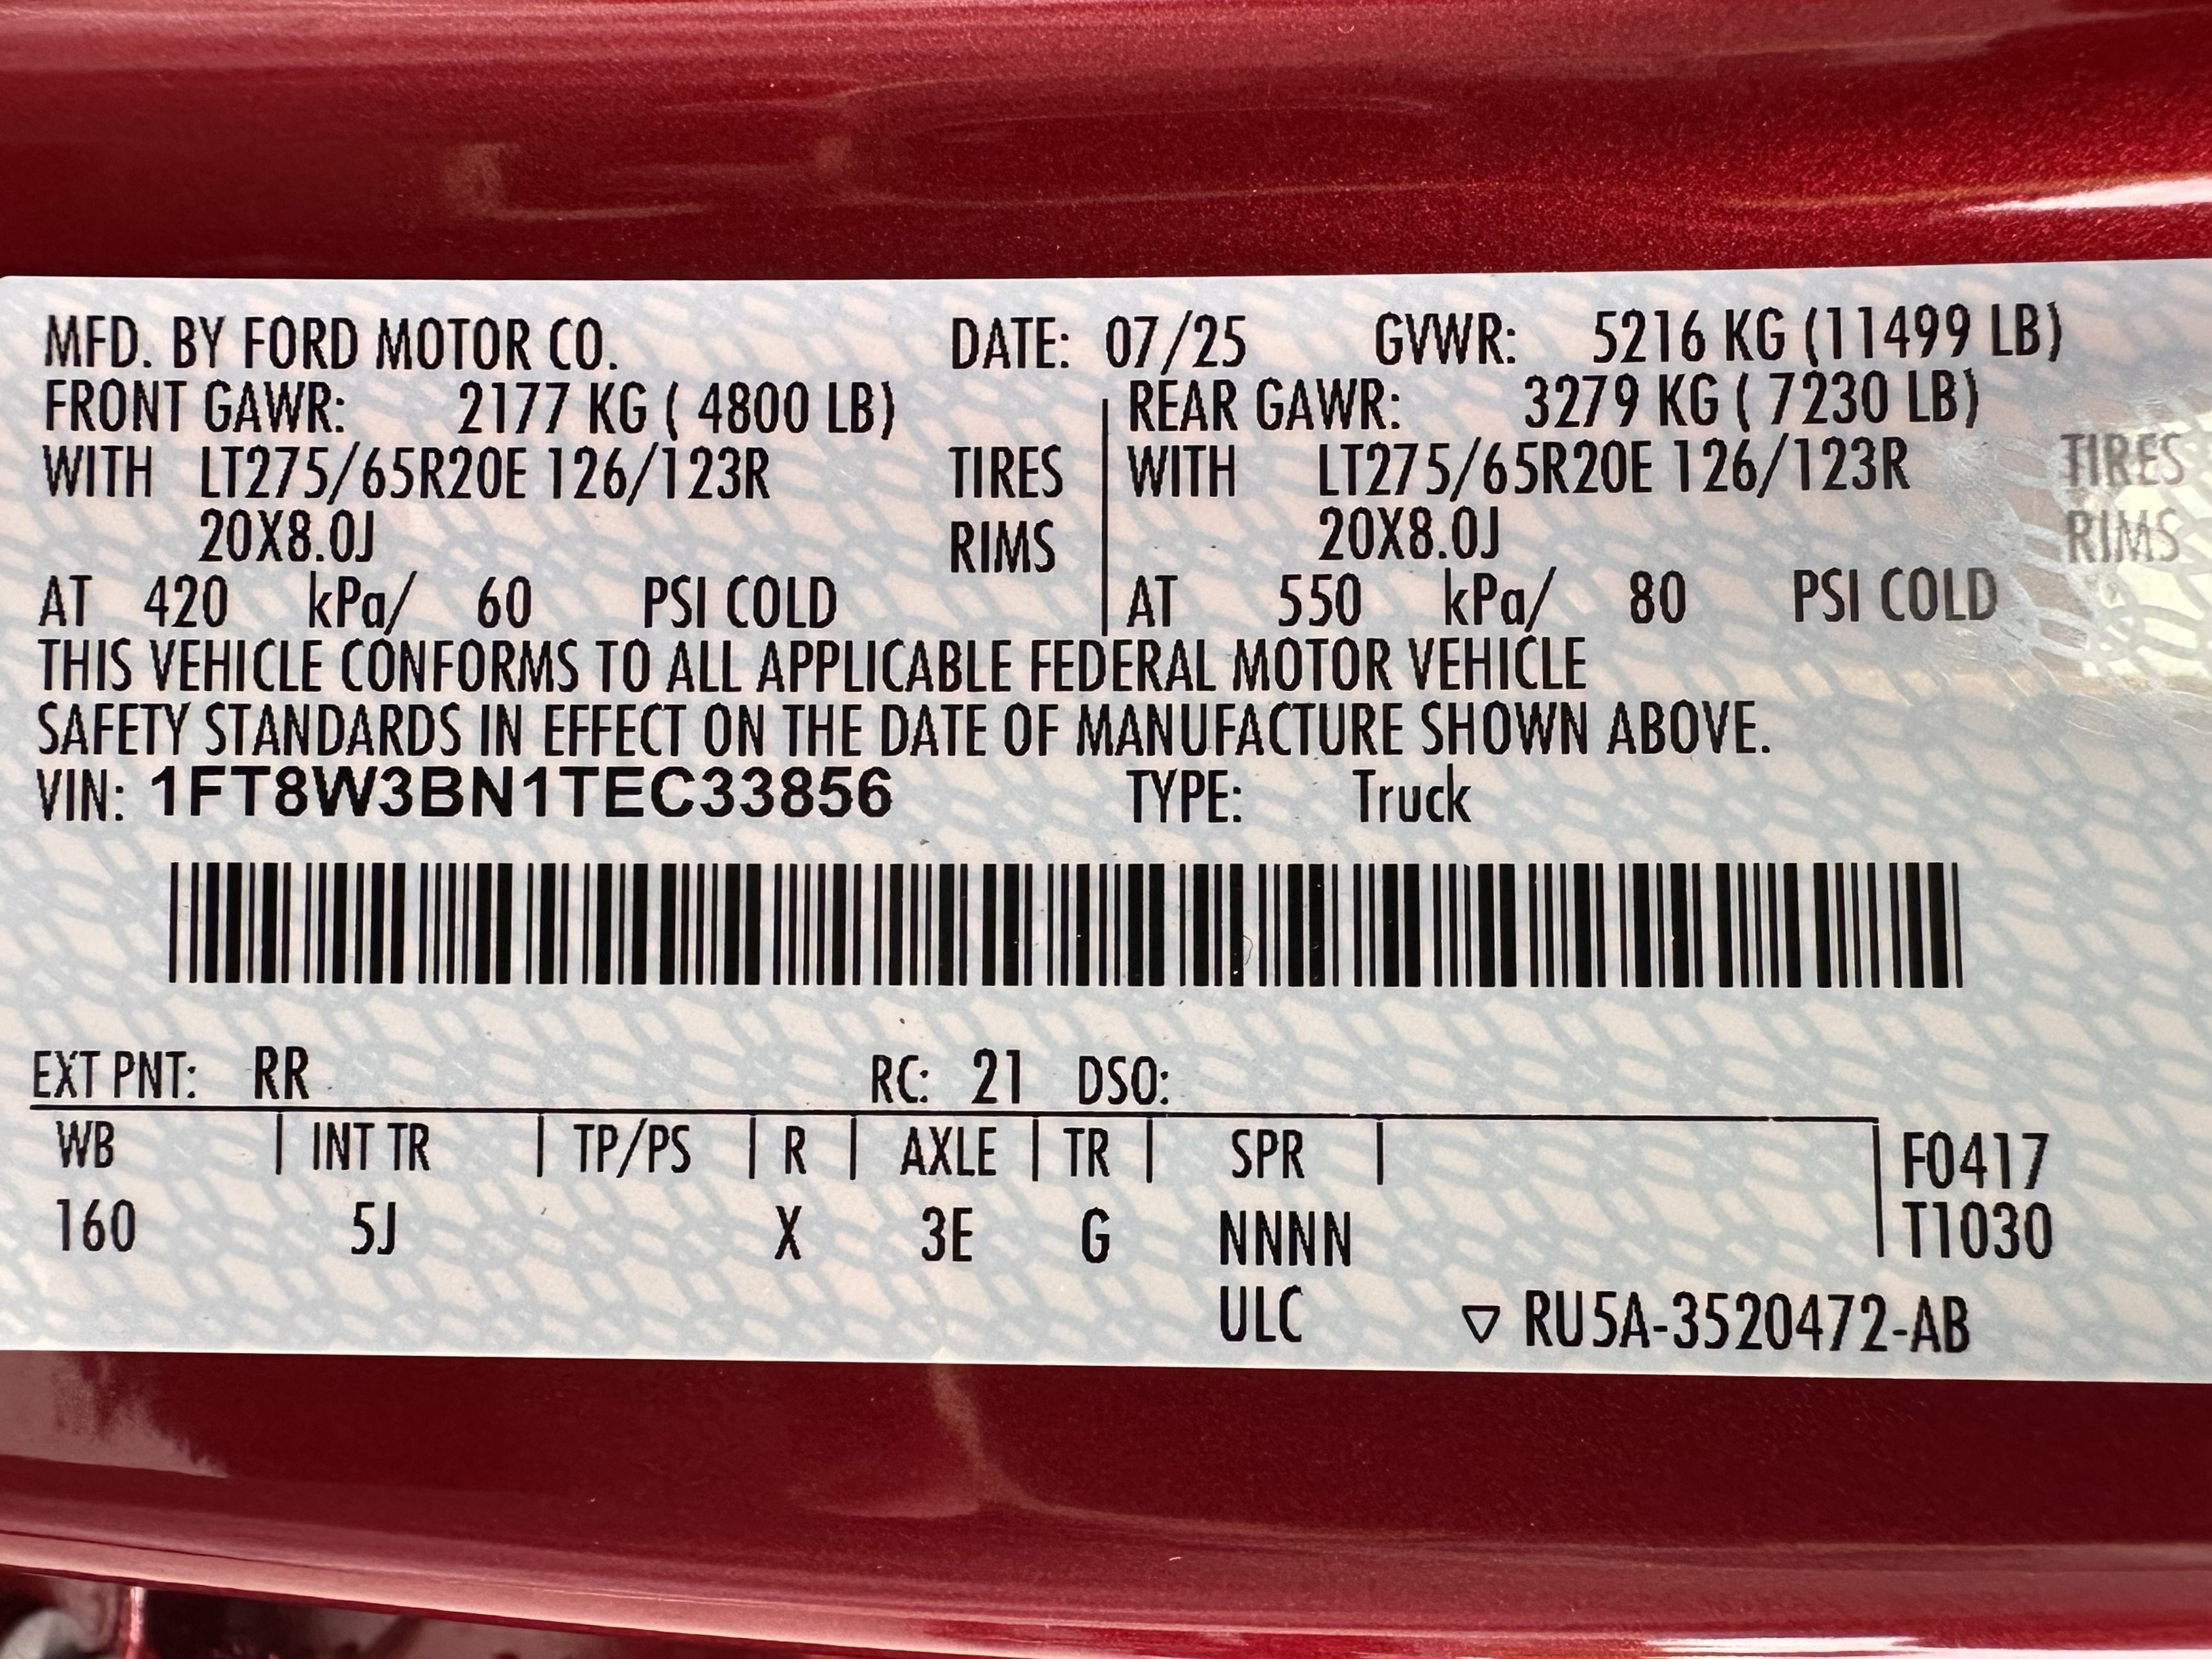 MFD. BY FORD MOTOR CO. DATE: 07/25 GVWR: 5216 KG (11499 LB)
FRONT GAWR: 2177 KG ( 4800 LB) REAR GAWR: 3279 KG ( 7230 LB)
WITH LT275/65R20E 126/123R TIRES WITH LT275/65R20E 126/123R TIRES
20X8.0J RIMS 20X8.0J RIMS
AT 420 kPa/ 60 PSI COLD AT 550 kPa/ 80 PSI COLD
THIS VEHICLE CONFORMS TO ALL APPLICABLE FEDERAL MOTOR VEHICLE
SAFETY STANDARDS IN EFFECT ON THE DATE OF MANUFACTURE SHOWN ABOVE.
VIN: 1FT8W3BN1TEC33856 TYPE: Truck
EXT PNT: RR RC: 21 DSO:
WB INT TR TP/PS R AXLE TR SPR F0417
160 5J X 3E G NNNN T1030
ULC ▽ RU5A-3520472-AB